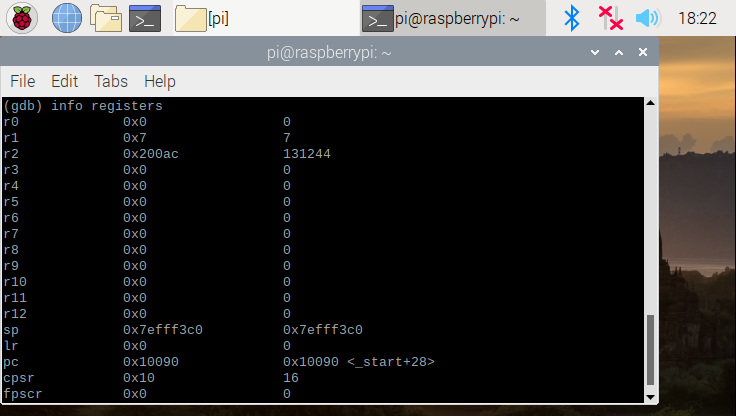 [pi] pi@raspberrypi: ~ 18:22
pi@raspberrypi: ~
File Edit Tabs Help
(gdb) info registers
r0 0x0 0
r1 0x7 7
r2 0x200ac 131244
r3 0x0 0
r4 0x0 0
r5 0x0 0
r6 0x0 0
r7 0x0 0
r8 0x0 0
r9 0x0 0
r10 0x0 0
r11 0x0 0
r12 0x0 0
sp 0x7efff3c0 0x7efff3c0
lr 0x0 0
pc 0x10090 0x10090 <_start+28>
cpsr 0x10 16
fpscr 0x0 0